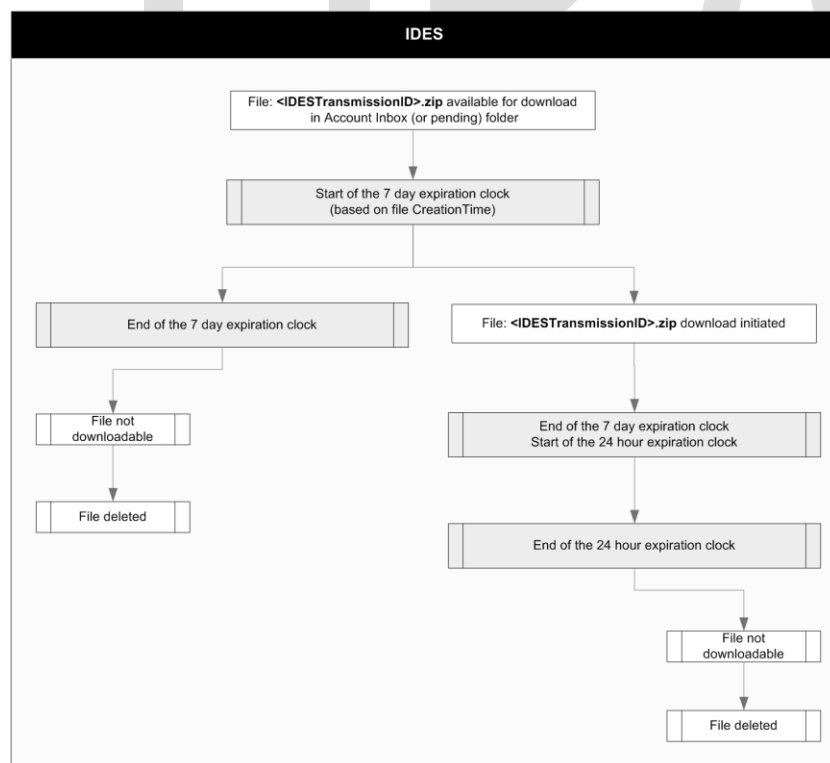 IDES
File: <IDESTransmissionID>.zip available for download
in Account Inbox (or pending) folder
Start of the 7 day expiration clock
(based on file CreationTime)
End of the 7 day expiration clock
File: <IDESTransmissionID>.zip download initiated
File not
downloadable
End of the 7 day expiration clock
Start of the 24 hour expiration clock
File deleted
End of the 24 hour expiration clock
File not
downloadable
File deleted